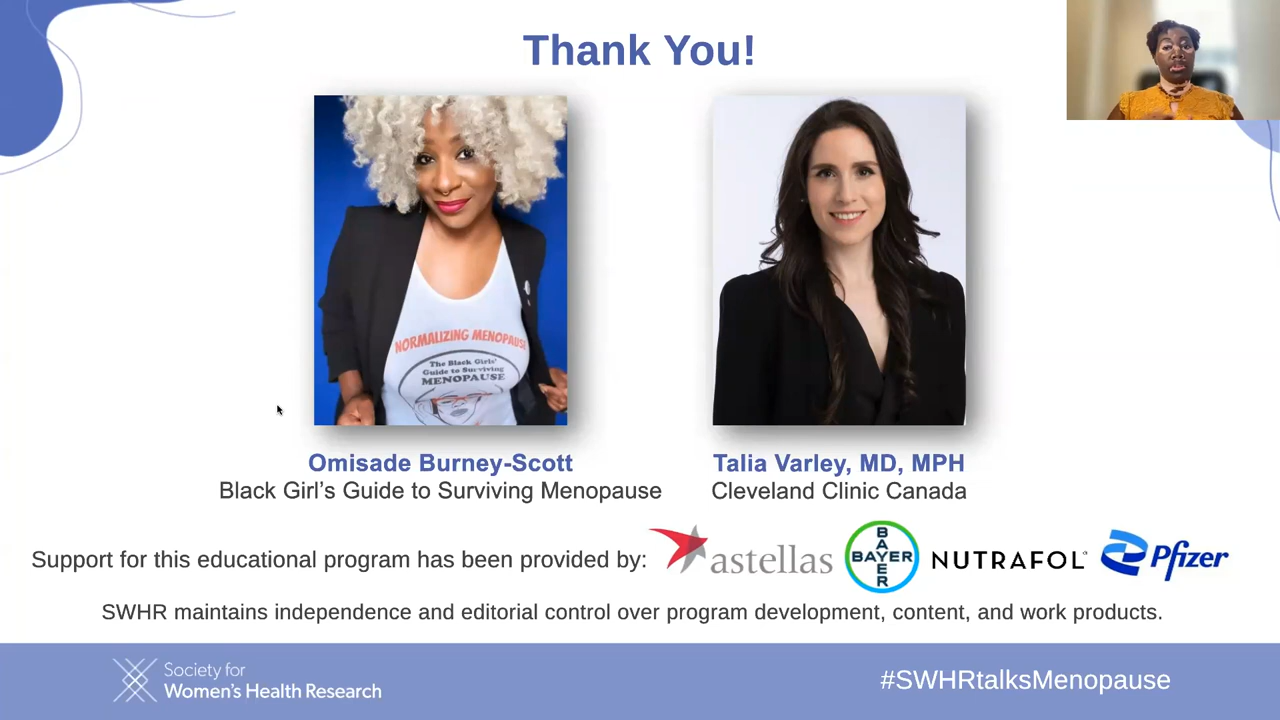 Thank You!
NORMALIZING MENOPAUSE
The Black Girls'
Guide to Surviving
MENOPAUSE
Omisade Burney-Scott
Black Girl's Guide to Surviving Menopause
Talia Varley, MD, MPH
Cleveland Clinic Canada
Support for this educational program has been provided by:
astellas
BAYER
BAYER
NUTRAFOL
Pfizer
SWHR maintains independence and editorial control over program development, content, and work products.
Society for
Women's Health Research
#SWHRtalksMenopause